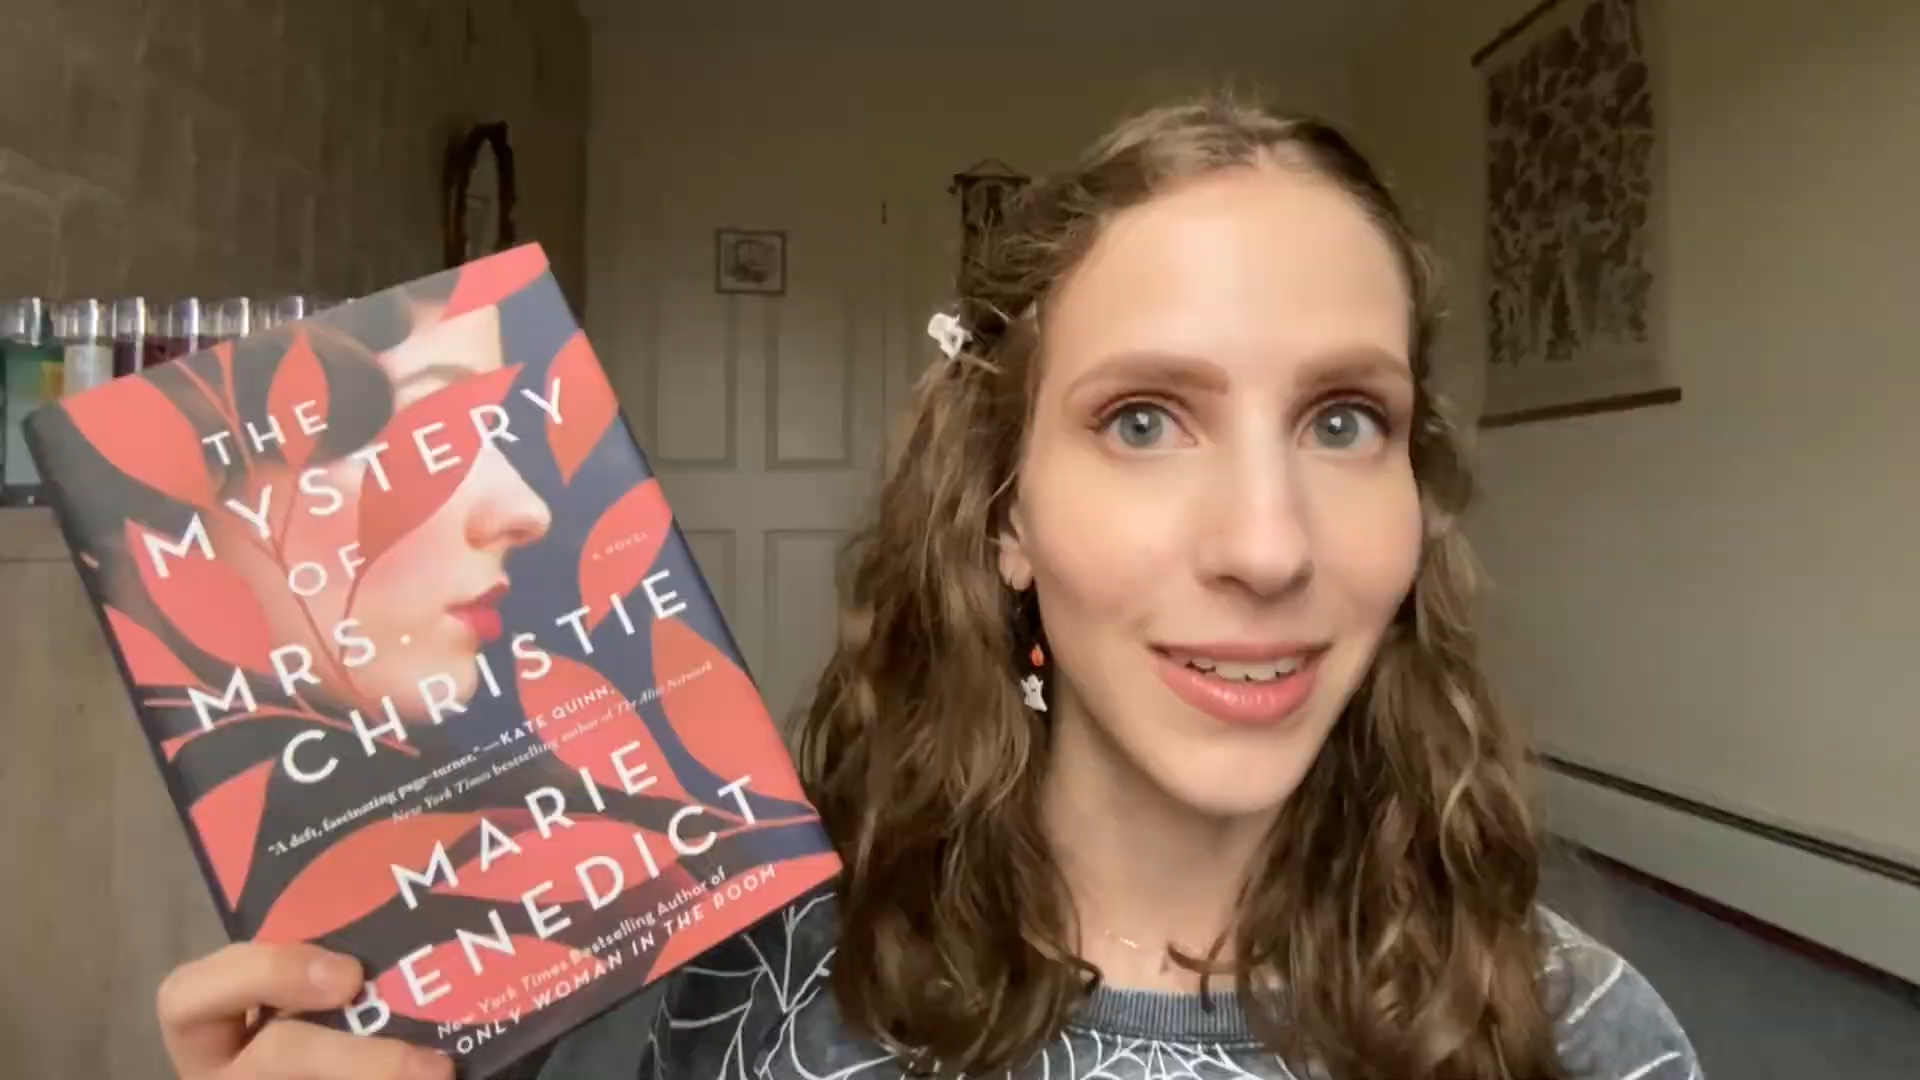 THE
MYSTERY
OF
MRS.
CHRISTIE
A NOVEL
"A deft, fascinating page-turner."—KATE QUINN,
New York Times bestselling author of The Alice Network
MARIE
BENEDICT
New York Times Bestselling Author of
ONLY WOMAN IN THE ROOM